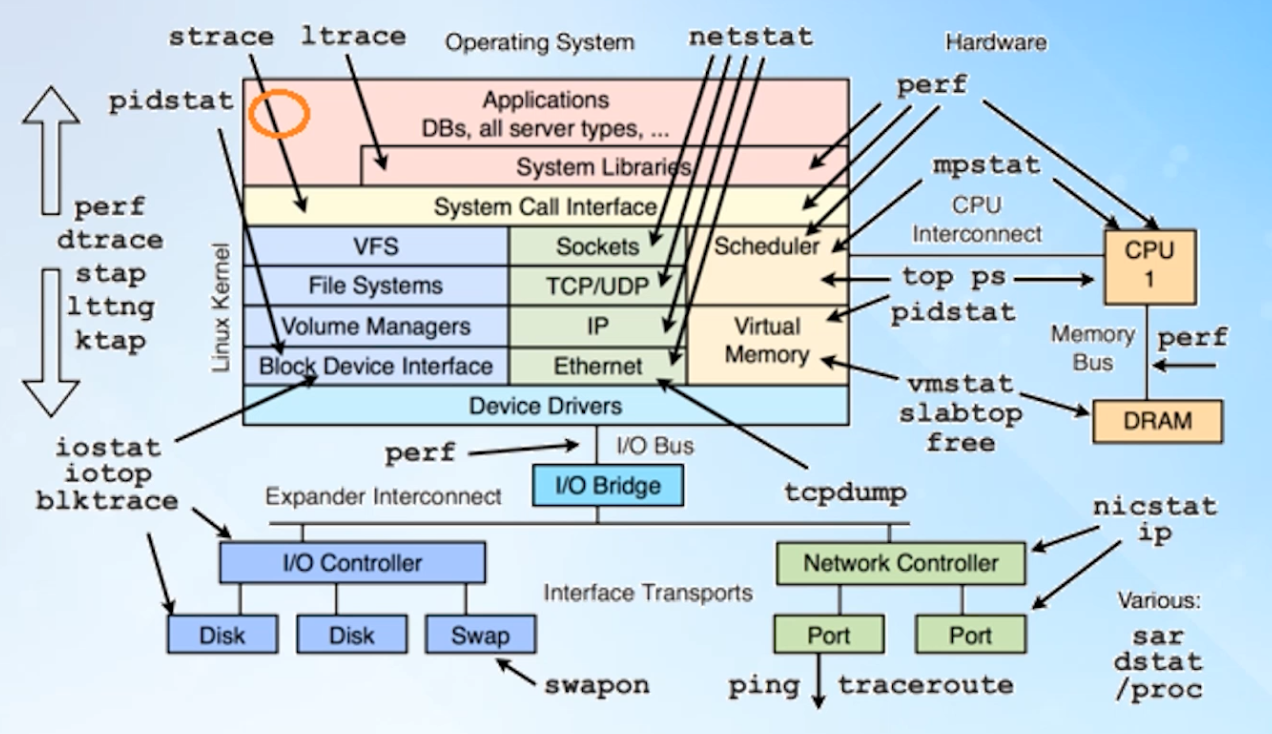 strace ltrace Operating System netstat Hardware
pidstat
Applications
DBs, all server types, ...
perf
System Libraries
mpstat
perf
dtrace
stap
lttng
ktap
System Call Interface
CPU
Interconnect
Linux Kernel
VFS
Sockets
Scheduler
File Systems
TCP/UDP
Volume Managers
IP
Virtual
Memory
Block Device Interface
Ethernet
Device Drivers
top ps
pidstat
CPU
1
Memory
Bus
perf
vmstat
slabtop
free
DRAM
iostat
iotop
blktrace
perf
I/O Bus
I/O Bridge
tcpdump
Expander Interconnect
nicstat
ip
I/O Controller
Network Controller
Interface Transports
Disk
Disk
Swap
Port
Port
swapon
ping traceroute
Various:
sar
dstat
/proc